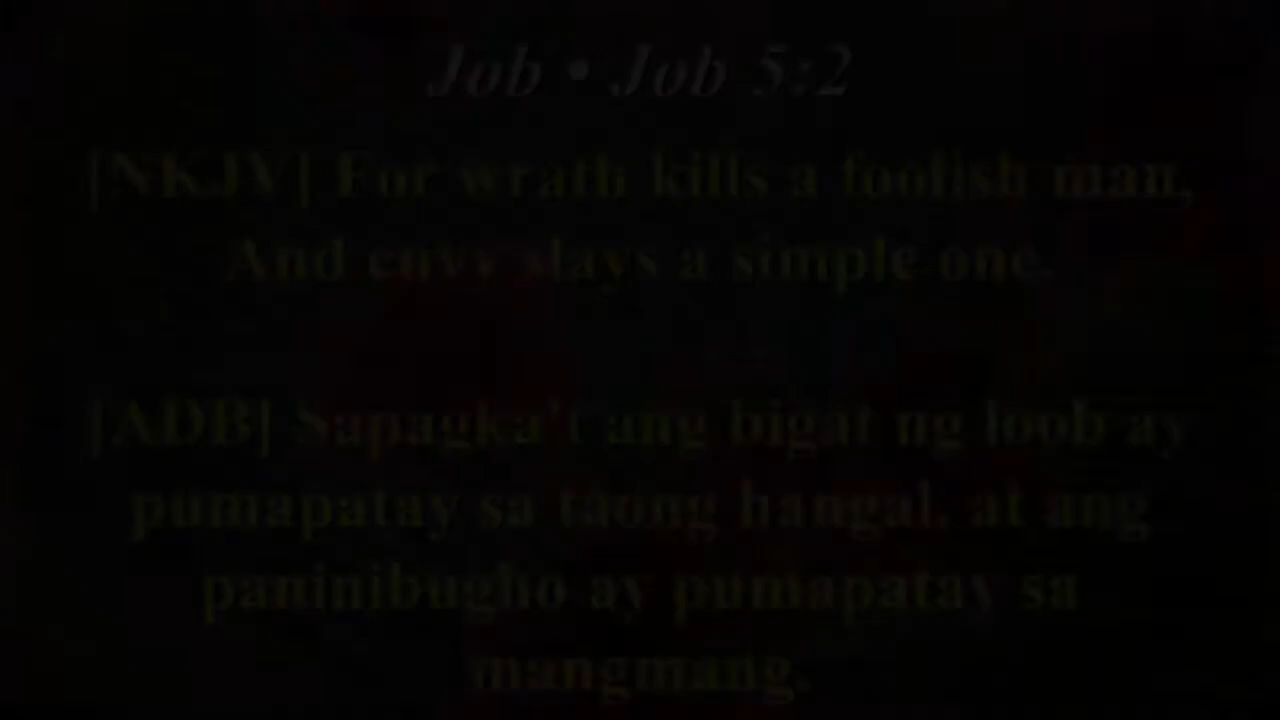 Job • Job 5:2
[NKJV] For wrath kills a foolish man,
And envy slays a simple one.
[ADB] Sapagka't ang bigat ng loob ay
pumapatay sa taong hangal, at ang
paninibugho ay pumapatay sa
mangmang.